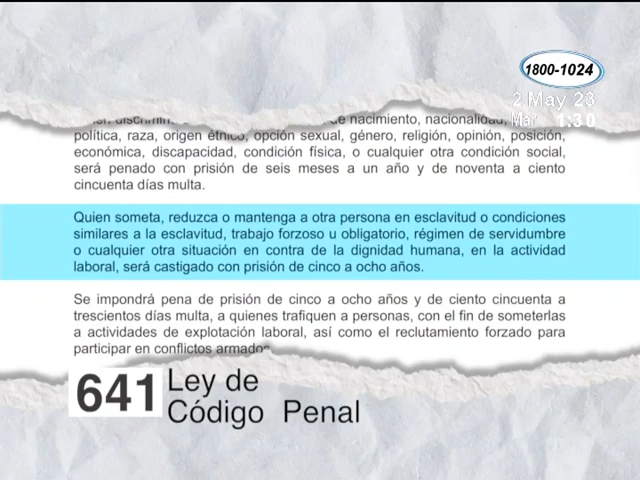 1800-1024
2 May 23
Mar 1:30
de nacimiento, nacionalidad,
política, raza, origen étnico, opción sexual, género, religión, opinión, posición,
económica, discapacidad, condición física, o cualquier otra condición social,
será penado con prisión de seis meses a un año y de noventa a ciento
cincuenta días multa.
Quien someta, reduzca o mantenga a otra persona en esclavitud o condiciones
similares a la esclavitud, trabajo forzoso u obligatorio, régimen de servidumbre
o cualquier otra situación en contra de la dignidad humana, en la actividad
laboral, será castigado con prisión de cinco a ocho años.
Se impondrá pena de prisión de cinco a ocho años y de ciento cincuenta a
trescientos días multa, a quienes trafiquen a personas, con el fin de someterlas
a actividades de explotación laboral, así como el reclutamiento forzado para
participar en conflictos armados
641 Ley de
Código Penal